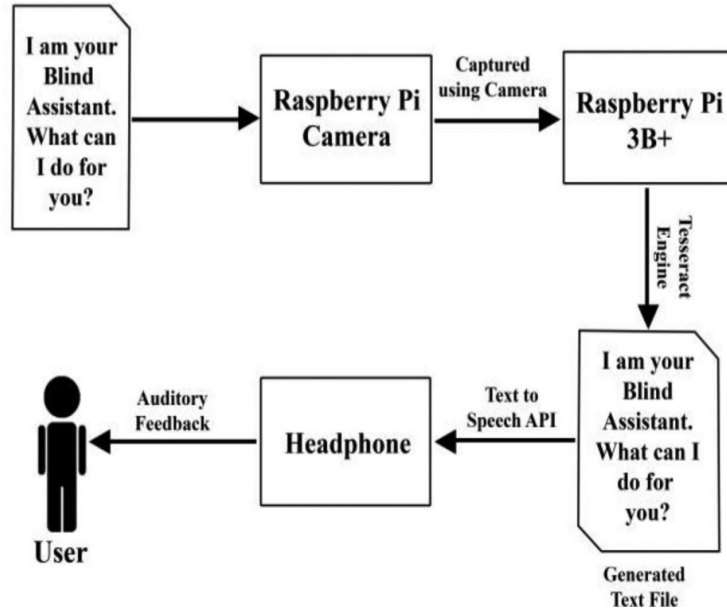 I am your
Blind
Assistant.
What can
I do for
you?
Raspberry Pi
Camera
Captured
using Camera
Raspberry Pi
3B+
Tesseract
Engine
I am your
Blind
Assistant.
What can I
do for
you?
Generated
Text File
Text to
Speech API
Headphone
Auditory
Feedback
User